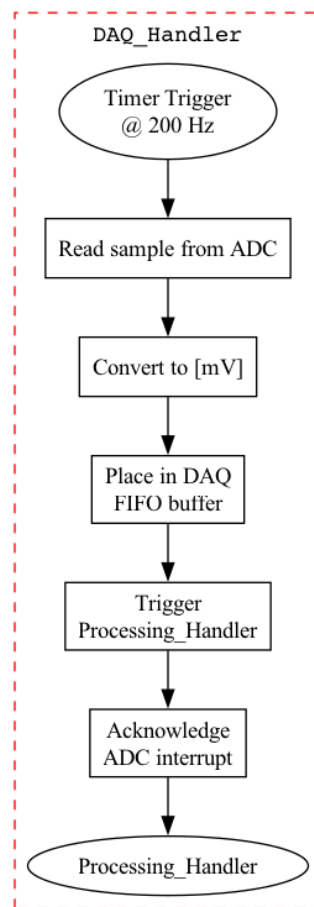 DAQ_Handler
Timer Trigger
@ 200 Hz
Read sample from ADC
Convert to [mV]
Place in DAQ
FIFO buffer
Trigger
Processing_Handler
Acknowledge
ADC interrupt
Processing_Handler